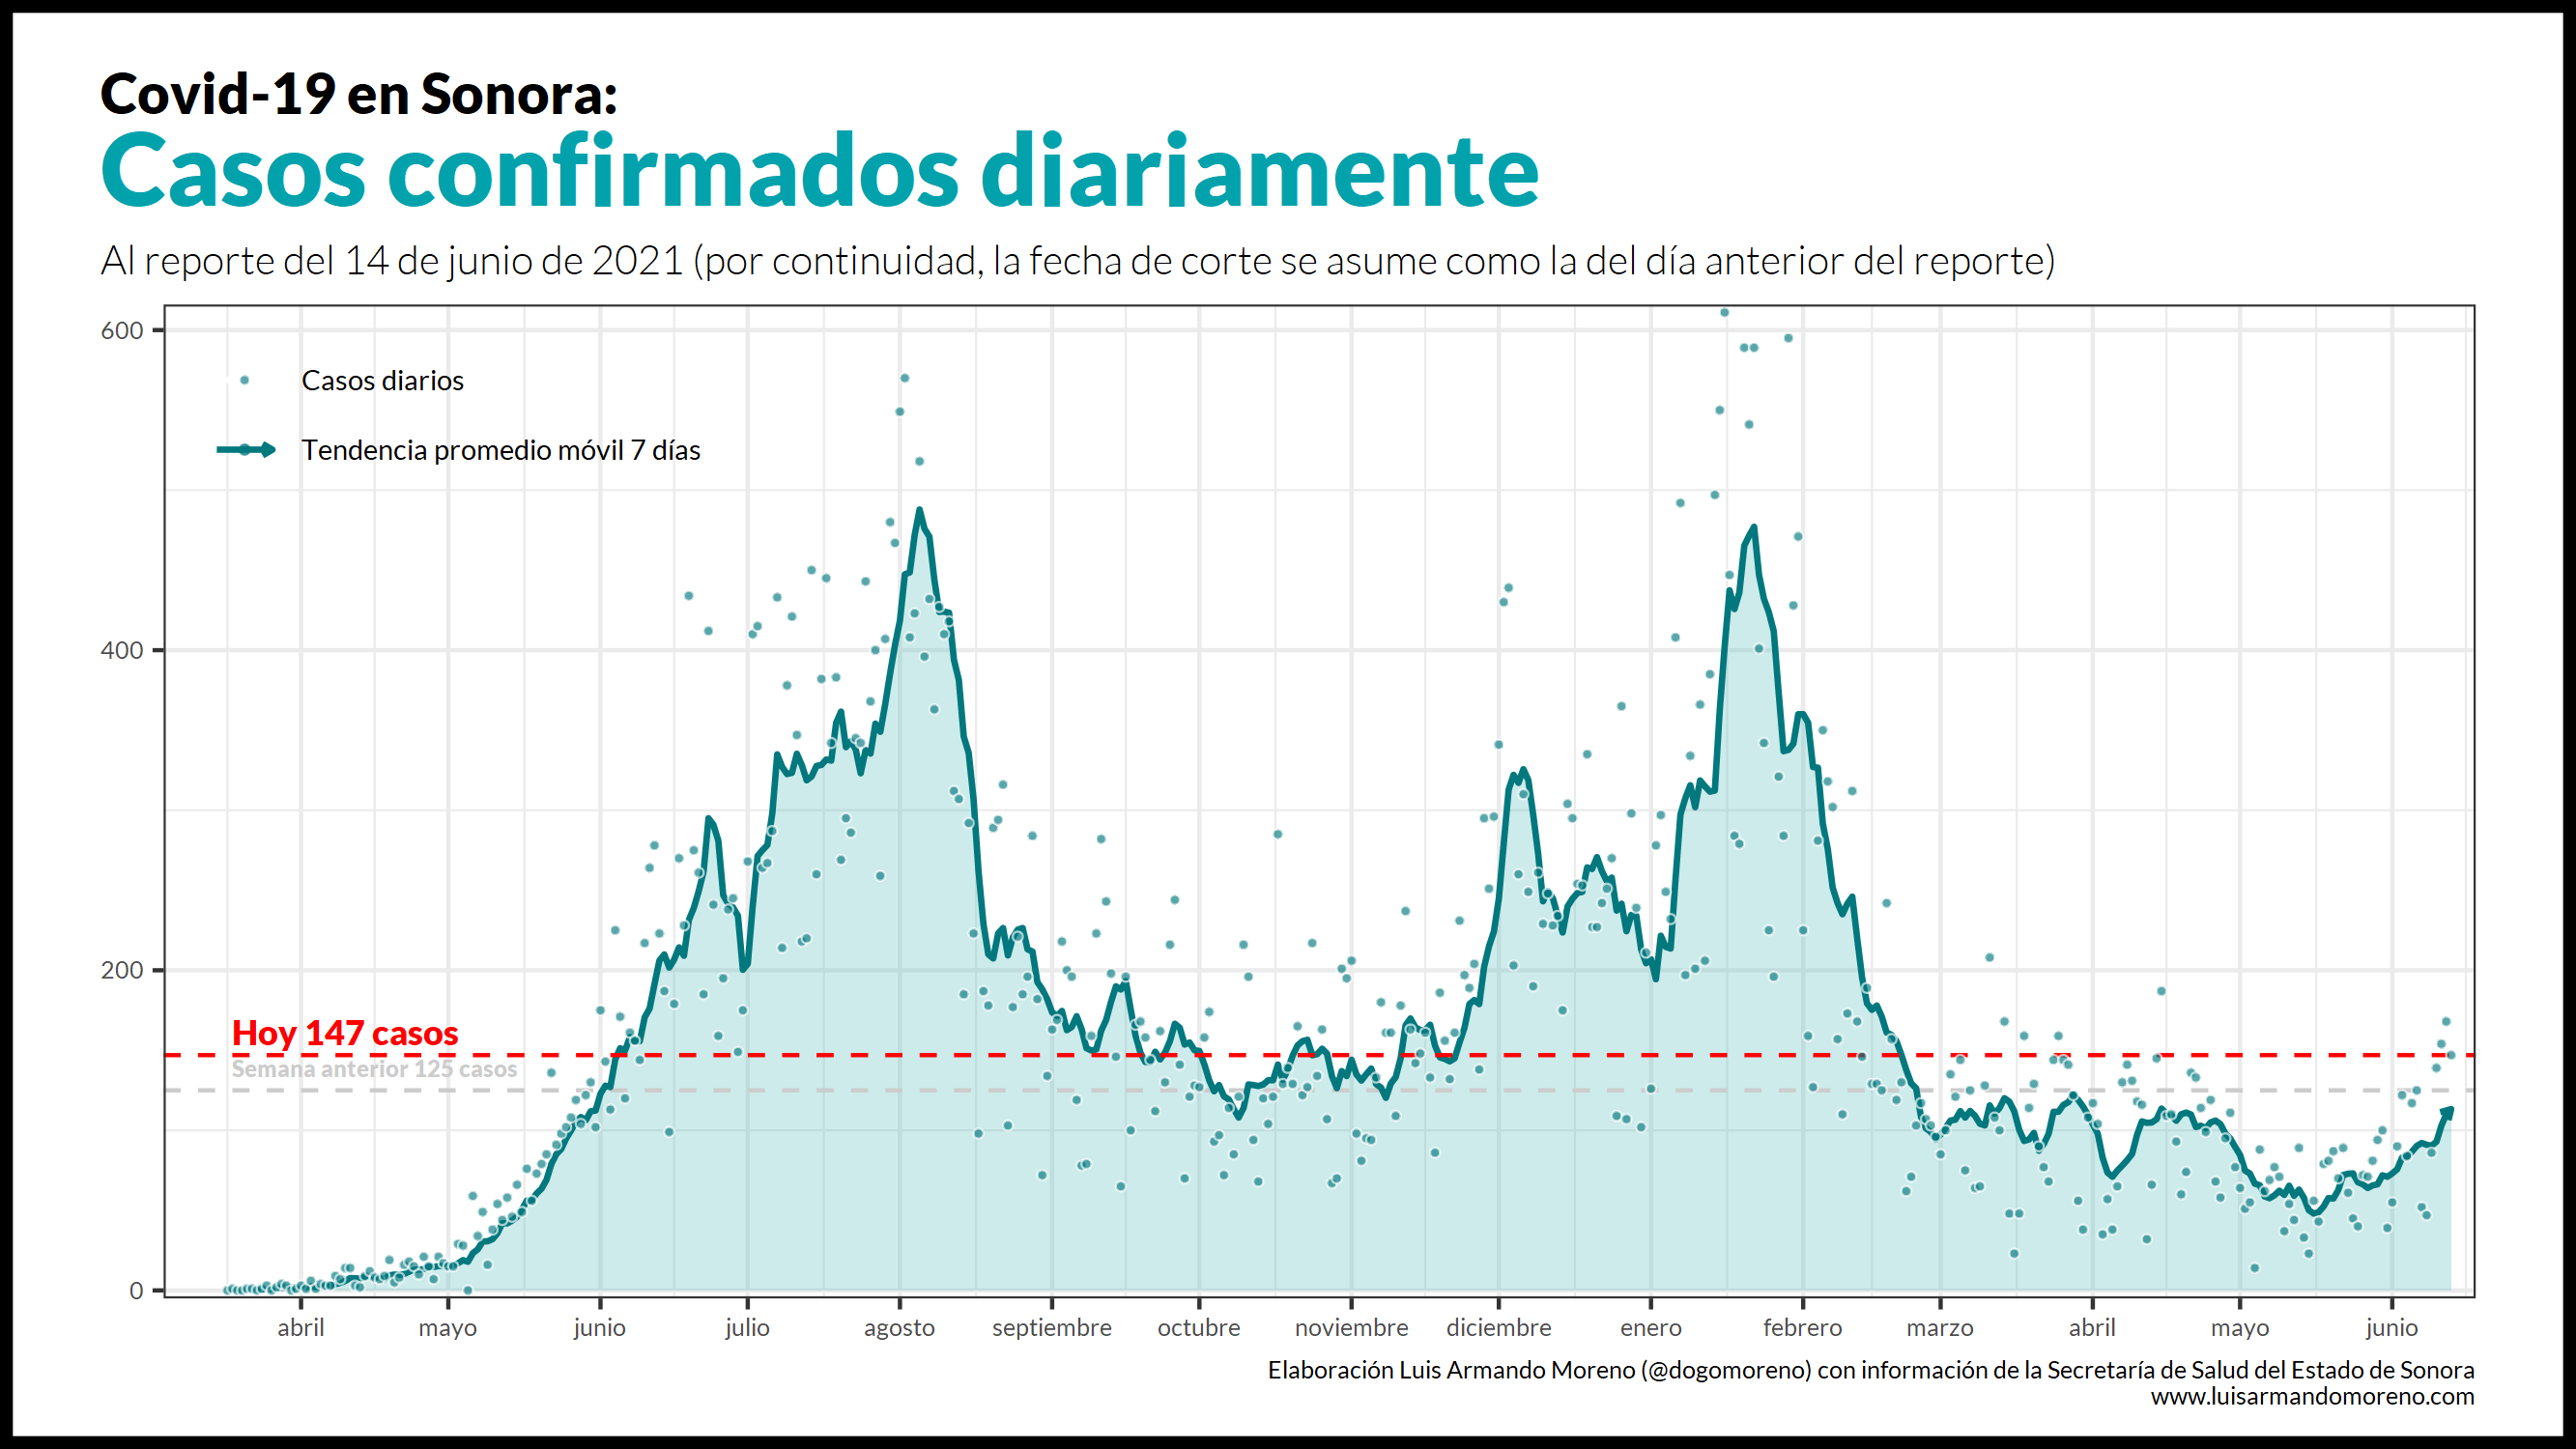 Covid-19 en Sonora:
Casos confirmados diariamente
Al reporte del 14 de junio de 2021 (por continuidad, la fecha de corte se asume como la del día anterior del reporte)
600
Casos diarios
Tendencia promedio móvil 7 días
400
200
Hoy 147 casos
Semana anterior 125 casos
0
abril mayo junio julio agosto septiembre octubre noviembre diciembre enero febrero marzo abril mayo junio
Elaboración Luis Armando Moreno (@dogomoreno) con información de la Secretaría de Salud del Estado de Sonora
www.luisarmandomoreno.com